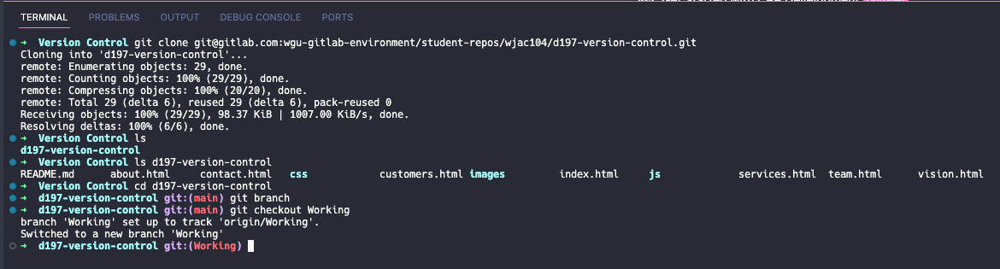 TERMINAL PROBLEMS OUTPUT DEBUG CONSOLE PORTS
➜ Version Control git clone git@gitlab.com:wgu-gitlab-environment/student-repos/wjac104/d197-version-control.git
Cloning into 'd197-version-control'...
remote: Enumerating objects: 29, done.
remote: Counting objects: 100% (29/29), done.
remote: Compressing objects: 100% (20/20), done.
remote: Total 29 (delta 6), reused 29 (delta 6), pack-reused 0
Receiving objects: 100% (29/29), 98.37 KiB | 1007.00 KiB/s, done.
Resolving deltas: 100% (6/6), done.
➜ Version Control ls
d197-version-control
➜ Version Control ls d197-version-control
README.md about.html contact.html css customers.html images index.html js services.html team.html vision.html
➜ Version Control cd d197-version-control
➜ d197-version-control git:(main) git branch
➜ d197-version-control git:(main) git checkout Working
branch 'Working' set up to track 'origin/Working'.
Switched to a new branch 'Working'
➜ d197-version-control git:(Working)